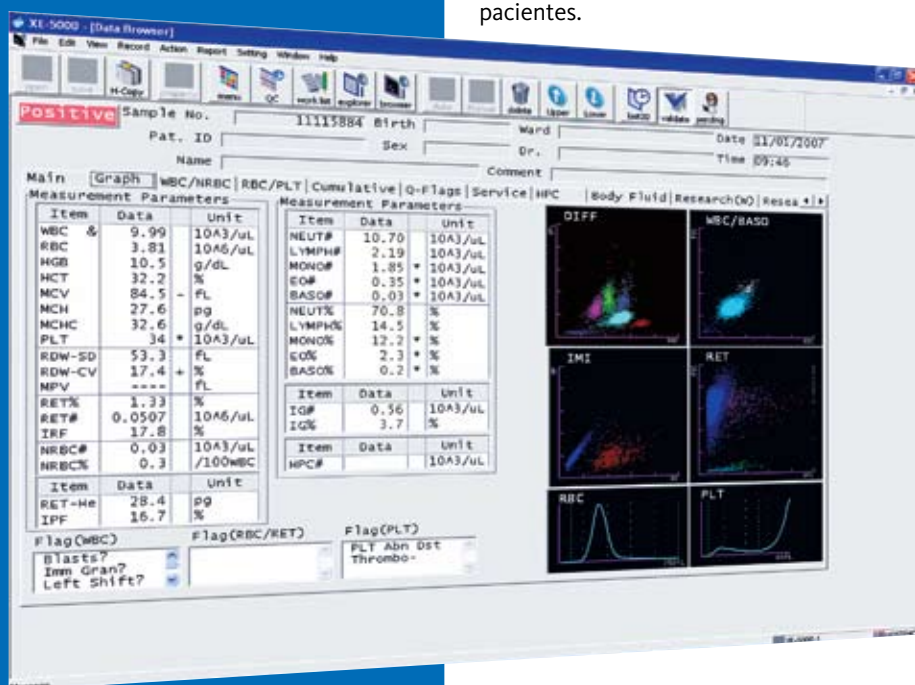 pacientes.
XE-5000 - [Data Browser]
File Edit View Record Action Report Setting Window Help
H-Copy menu QC work list explorer browser delete Upper Lower last20 validate pending
Positive Sample No. 11115884 Birth Ward Date 11/01/2007
Pat. ID Sex Dr. Time 09:46
Name Comment
Main Graph WBC/NRBC RBC/PLT Cumulative Q-Flags Service HPC Body Fluid Research(W) Resea
Measurement Parameters
Item Data Unit
WBC & 9.99 10^3/uL
RBC 3.81 10^6/uL
HGB 10.5 g/dL
HCT 32.2 %
MCV 84.5 - fL
MCH 27.6 pg
MCHC 32.6 g/dL
PLT 34 * 10^3/uL
RDW-SD 53.3 fL
RDW-CV 17.4 + %
MPV ---- fL
RET% 1.33 %
RET# 0.0507 10^6/uL
IRF 17.8 %
NRBC# 0.03 10^3/uL
NRBC% 0.3 /100WBC
Item Data Unit
RET-He 28.4 pg
IPF 16.7 %
Measurement Parameters
Item Data Unit
NEUT# 10.70 10^3/uL
LYMPH# 2.19 10^3/uL
MONO# 1.85 * 10^3/uL
EO# 0.35 * 10^3/uL
BASO# 0.03 * 10^3/uL
NEUT% 70.8 %
LYMPH% 14.5 %
MONO% 12.2 * %
EO% 2.3 * %
BASO% 0.2 * %
Item Data Unit
IG# 0.56 10^3/uL
IG% 3.7 %
Item Data Unit
HPC# 10^3/uL
DIFF
WBC/BASO
IMI
RET
RBC
PLT
Flag(WBC)
Blasts?
Imm Gran?
Left Shift?
Flag(RBC/RET)
Flag(PLT)
PLT Abn Dst
Thrombo-